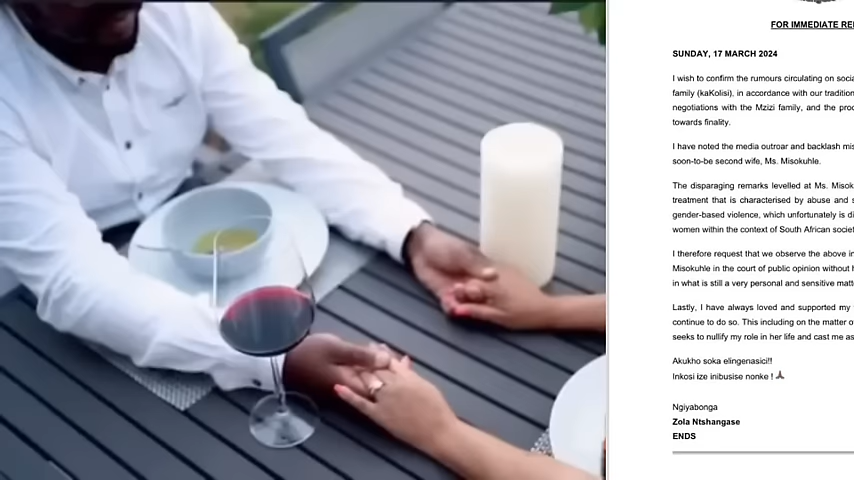 FOR IMMEDIATE RE
SUNDAY, 17 MARCH 2024
I wish to confirm the rumours circulating on socia
family (kaKolisi), in accordance with our tradition
negotiations with the Mzizi family, and the proc
towards finality.
I have noted the media outroar and backlash mis
soon-to-be second wife, Ms. Misokuhle.
The disparaging remarks levelled at Ms. Misok
treatment that is characterised by abuse and s
gender-based violence, which unfortunately is di
women within the context of South African societ
I therefore request that we observe the above in
Misokuhle in the court of public opinion without h
in what is still a very personal and sensitive matt
Lastly, I have always loved and supported my
continue to do so. This including on the matter o
seeks to nullify my role in her life and cast me as
Akukho soka elingenasici!!
Inkosi ize inibusise nonke !
Ngiyabonga
Zola Ntshangase
ENDS